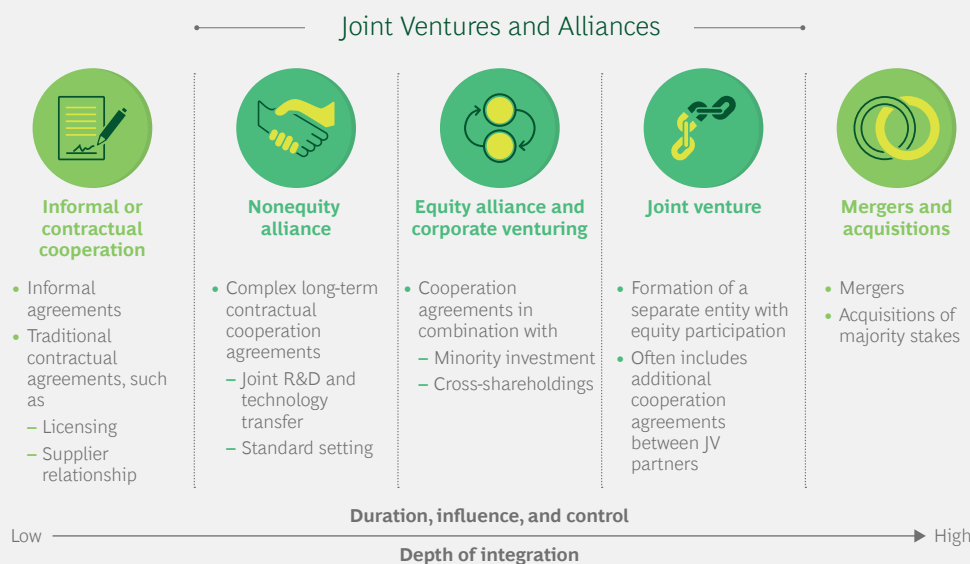 Joint Ventures and Alliances
Informal or
contractual
cooperation
• Informal
agreements
• Traditional
contractual
agreements, such
as
– Licensing
– Supplier
relationship
Nonequity
alliance
• Complex long-term
contractual
cooperation
agreements
– Joint R&D and
technology
transfer
– Standard setting
Equity alliance and
corporate venturing
• Cooperation
agreements in
combination with
– Minority investment
– Cross-shareholdings
Joint venture
• Formation of a
separate entity with
equity participation
• Often includes
additional
cooperation
agreements
between JV
partners
Mergers and
acquisitions
• Mergers
• Acquisitions of
majority stakes
Duration, influence, and control
Low
High
Depth of integration